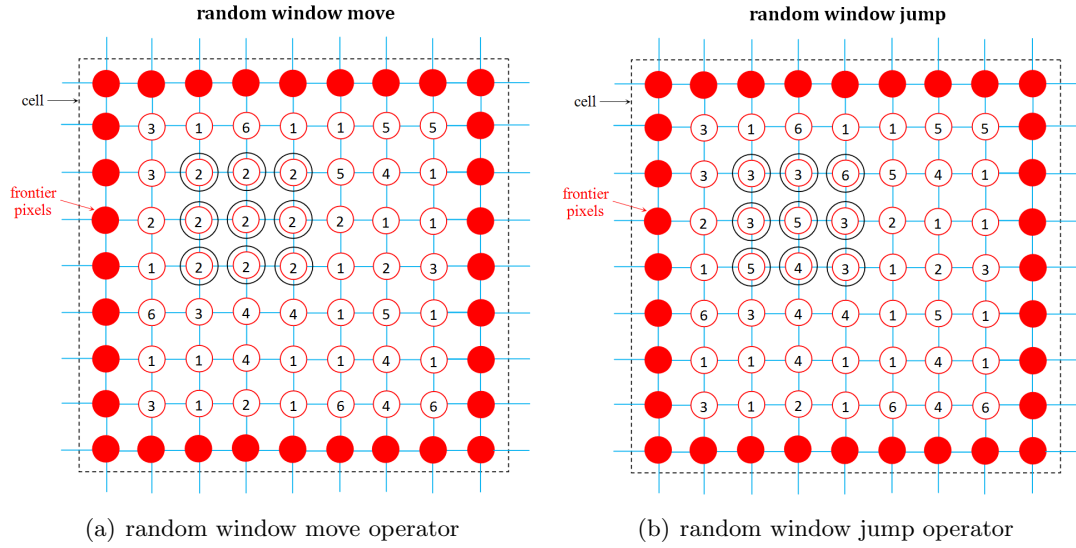 random window move
cell
3 1 6 1 1 5 5
3 2 2 2 5 4 1
frontier
pixels
2 2 2 2 2 1 1
1 2 2 2 1 2 3
6 3 4 4 1 5 1
1 1 4 1 1 4 1
3 1 2 1 6 4 6
(a) random window move operator
random window jump
cell
3 1 6 1 1 5 5
3 3 3 6 5 4 1
frontier
pixels
2 3 5 3 2 1 1
1 5 4 3 1 2 3
6 3 4 4 1 5 1
1 1 4 1 1 4 1
3 1 2 1 6 4 6
(b) random window jump operator